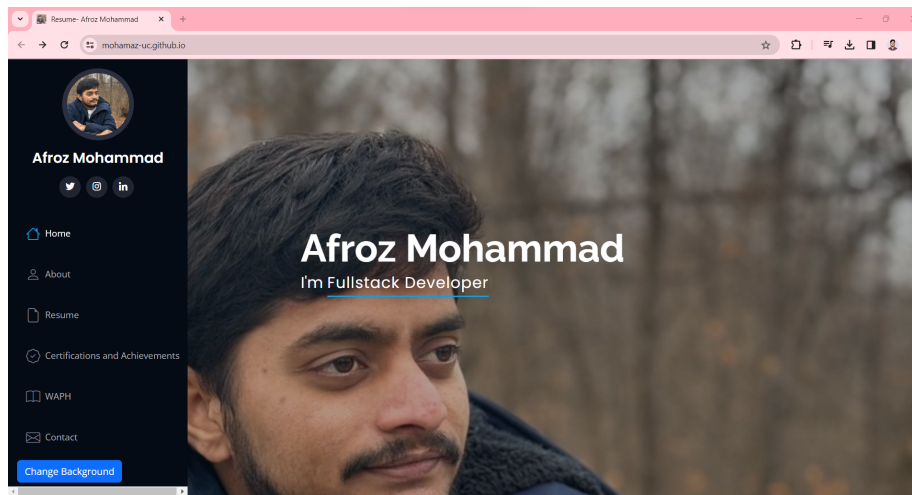 Resume- Afroz Mohammad
mohamaz-uc.github.io
Afroz Mohammad
in
Home
About
Resume
Certifications and Achievements
WAPH
Contact
Change Background
Afroz Mohammad
I'm Fullstack Developer